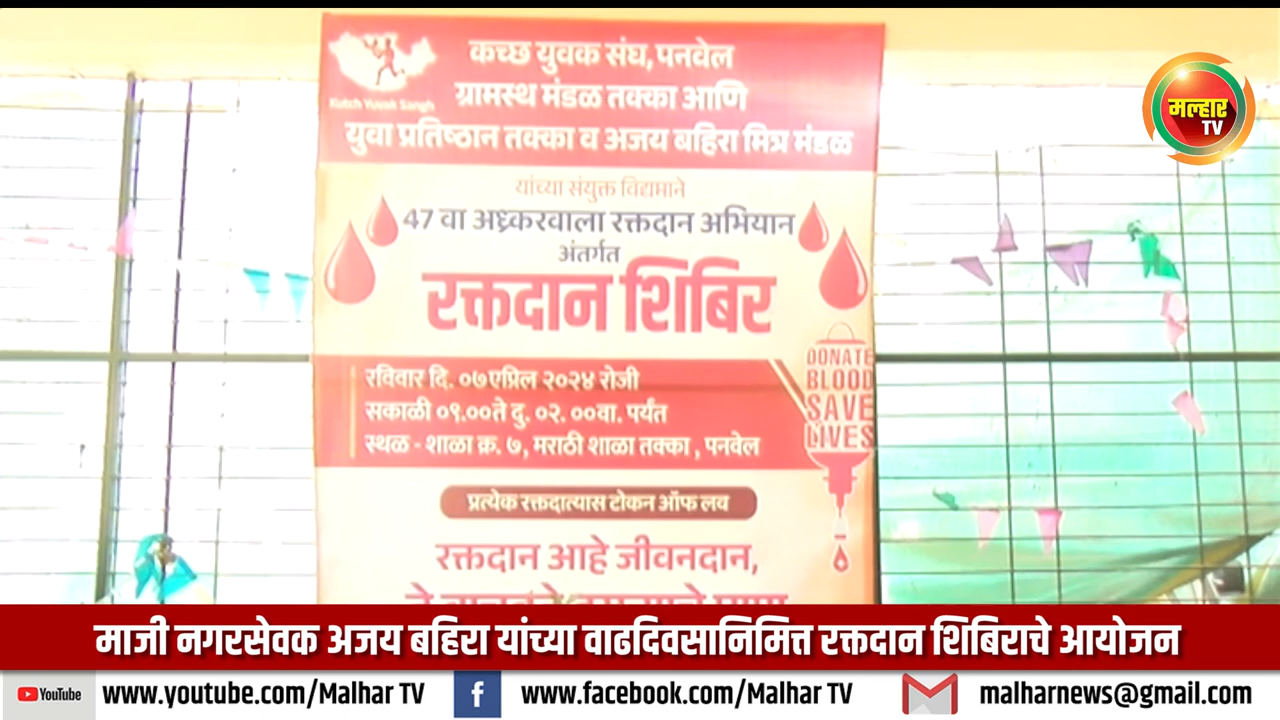 कच्छ युवक संघ, पनवेल
ग्रामस्थ मंडळ तक्का आणि
Kutch Yuvak Sangh
युवा प्रतिष्ठान तक्का व अजय बहिरा मित्र मंडळ
मल्हार
TV
यांच्या संयुक्त विद्यमाने
47 वा अध्र्करवाला रक्तदान अभियान
अंतर्गत
रक्तदान शिबिर
रविवार दि. ०७ एप्रिल २०२४ रोजी
सकाळी ०९.०० ते दु. ०२. ०० वा. पर्यंत
स्थळ - शाळा क्र. ७, मराठी शाळा तक्का , पनवेल
DONATE
BLOOD
SAVE
LIVES
प्रत्येक रक्तदात्यास टोकन ऑफ लव
रक्तदान आहे जीवनदान,
माजी नगरसेवक अजय बहिरा यांच्या वाढदिवसानिमित्त रक्तदान शिबिराचे आयोजन
YouTube www.youtube.com/Malhar TV www.facebook.com/Malhar TV malharnews@gmail.com